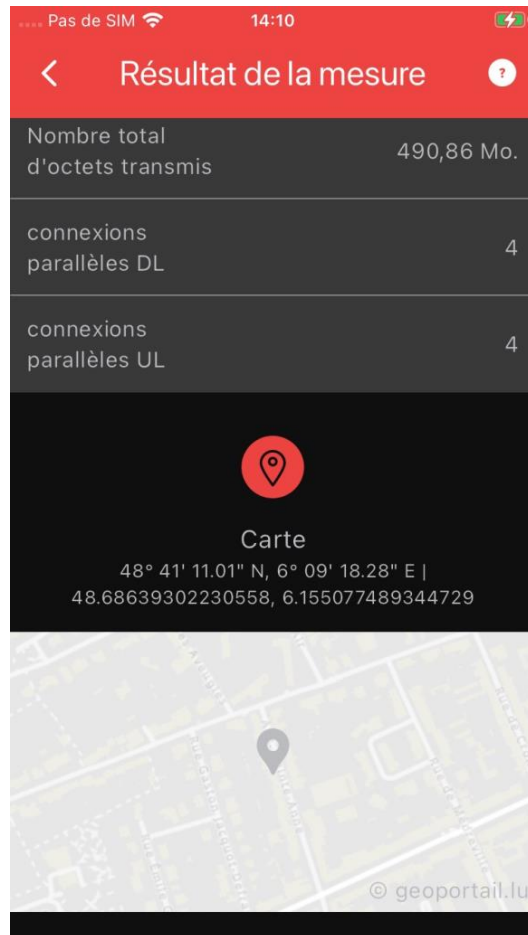 Pas de SIM 14:10
Résultat de la mesure ?
Nombre total
d'octets transmis 490,86 Mo.
connexions
parallèles DL 4
connexions
parallèles UL 4
Carte
48° 41' 11.01" N, 6° 09' 18.28" E |
48.68639302230558, 6.155077489344729
© geoportail.lu